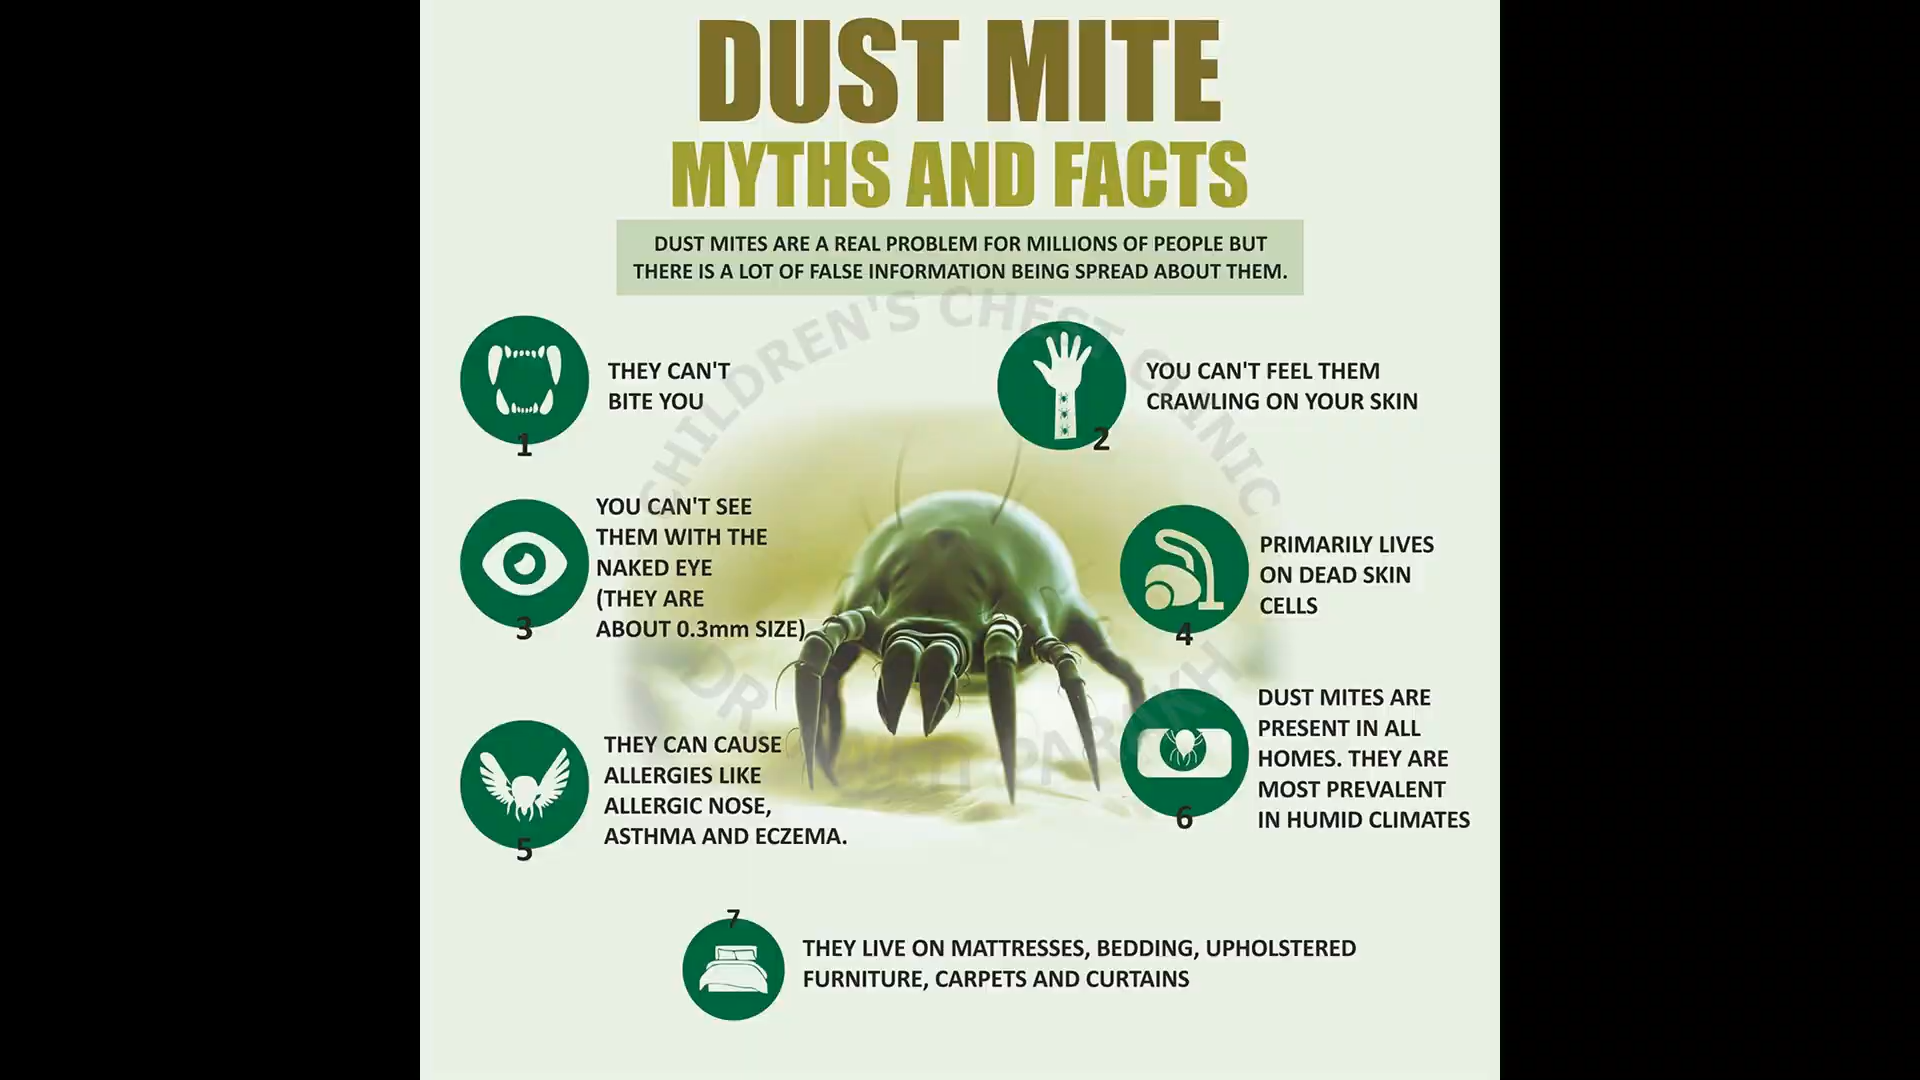 DUST MITE
MYTHS AND FACTS
DUST MITES ARE A REAL PROBLEM FOR MILLIONS OF PEOPLE BUT
THERE IS A LOT OF FALSE INFORMATION BEING SPREAD ABOUT THEM.
CHILDREN'S CHEST CLINIC
THEY CAN'T
BITE YOU
1
YOU CAN'T FEEL THEM
CRAWLING ON YOUR SKIN
2
YOU CAN'T SEE
THEM WITH THE
NAKED EYE
(THEY ARE
ABOUT 0.3mm SIZE)
3
PRIMARILY LIVES
ON DEAD SKIN
CELLS
4
DR. PARAKH
THEY CAN CAUSE
ALLERGIES LIKE
ALLERGIC NOSE,
ASTHMA AND ECZEMA.
5
DUST MITES ARE
PRESENT IN ALL
HOMES. THEY ARE
MOST PREVALENT
IN HUMID CLIMATES
6
7
THEY LIVE ON MATTRESSES, BEDDING, UPHOLSTERED
FURNITURE, CARPETS AND CURTAINS